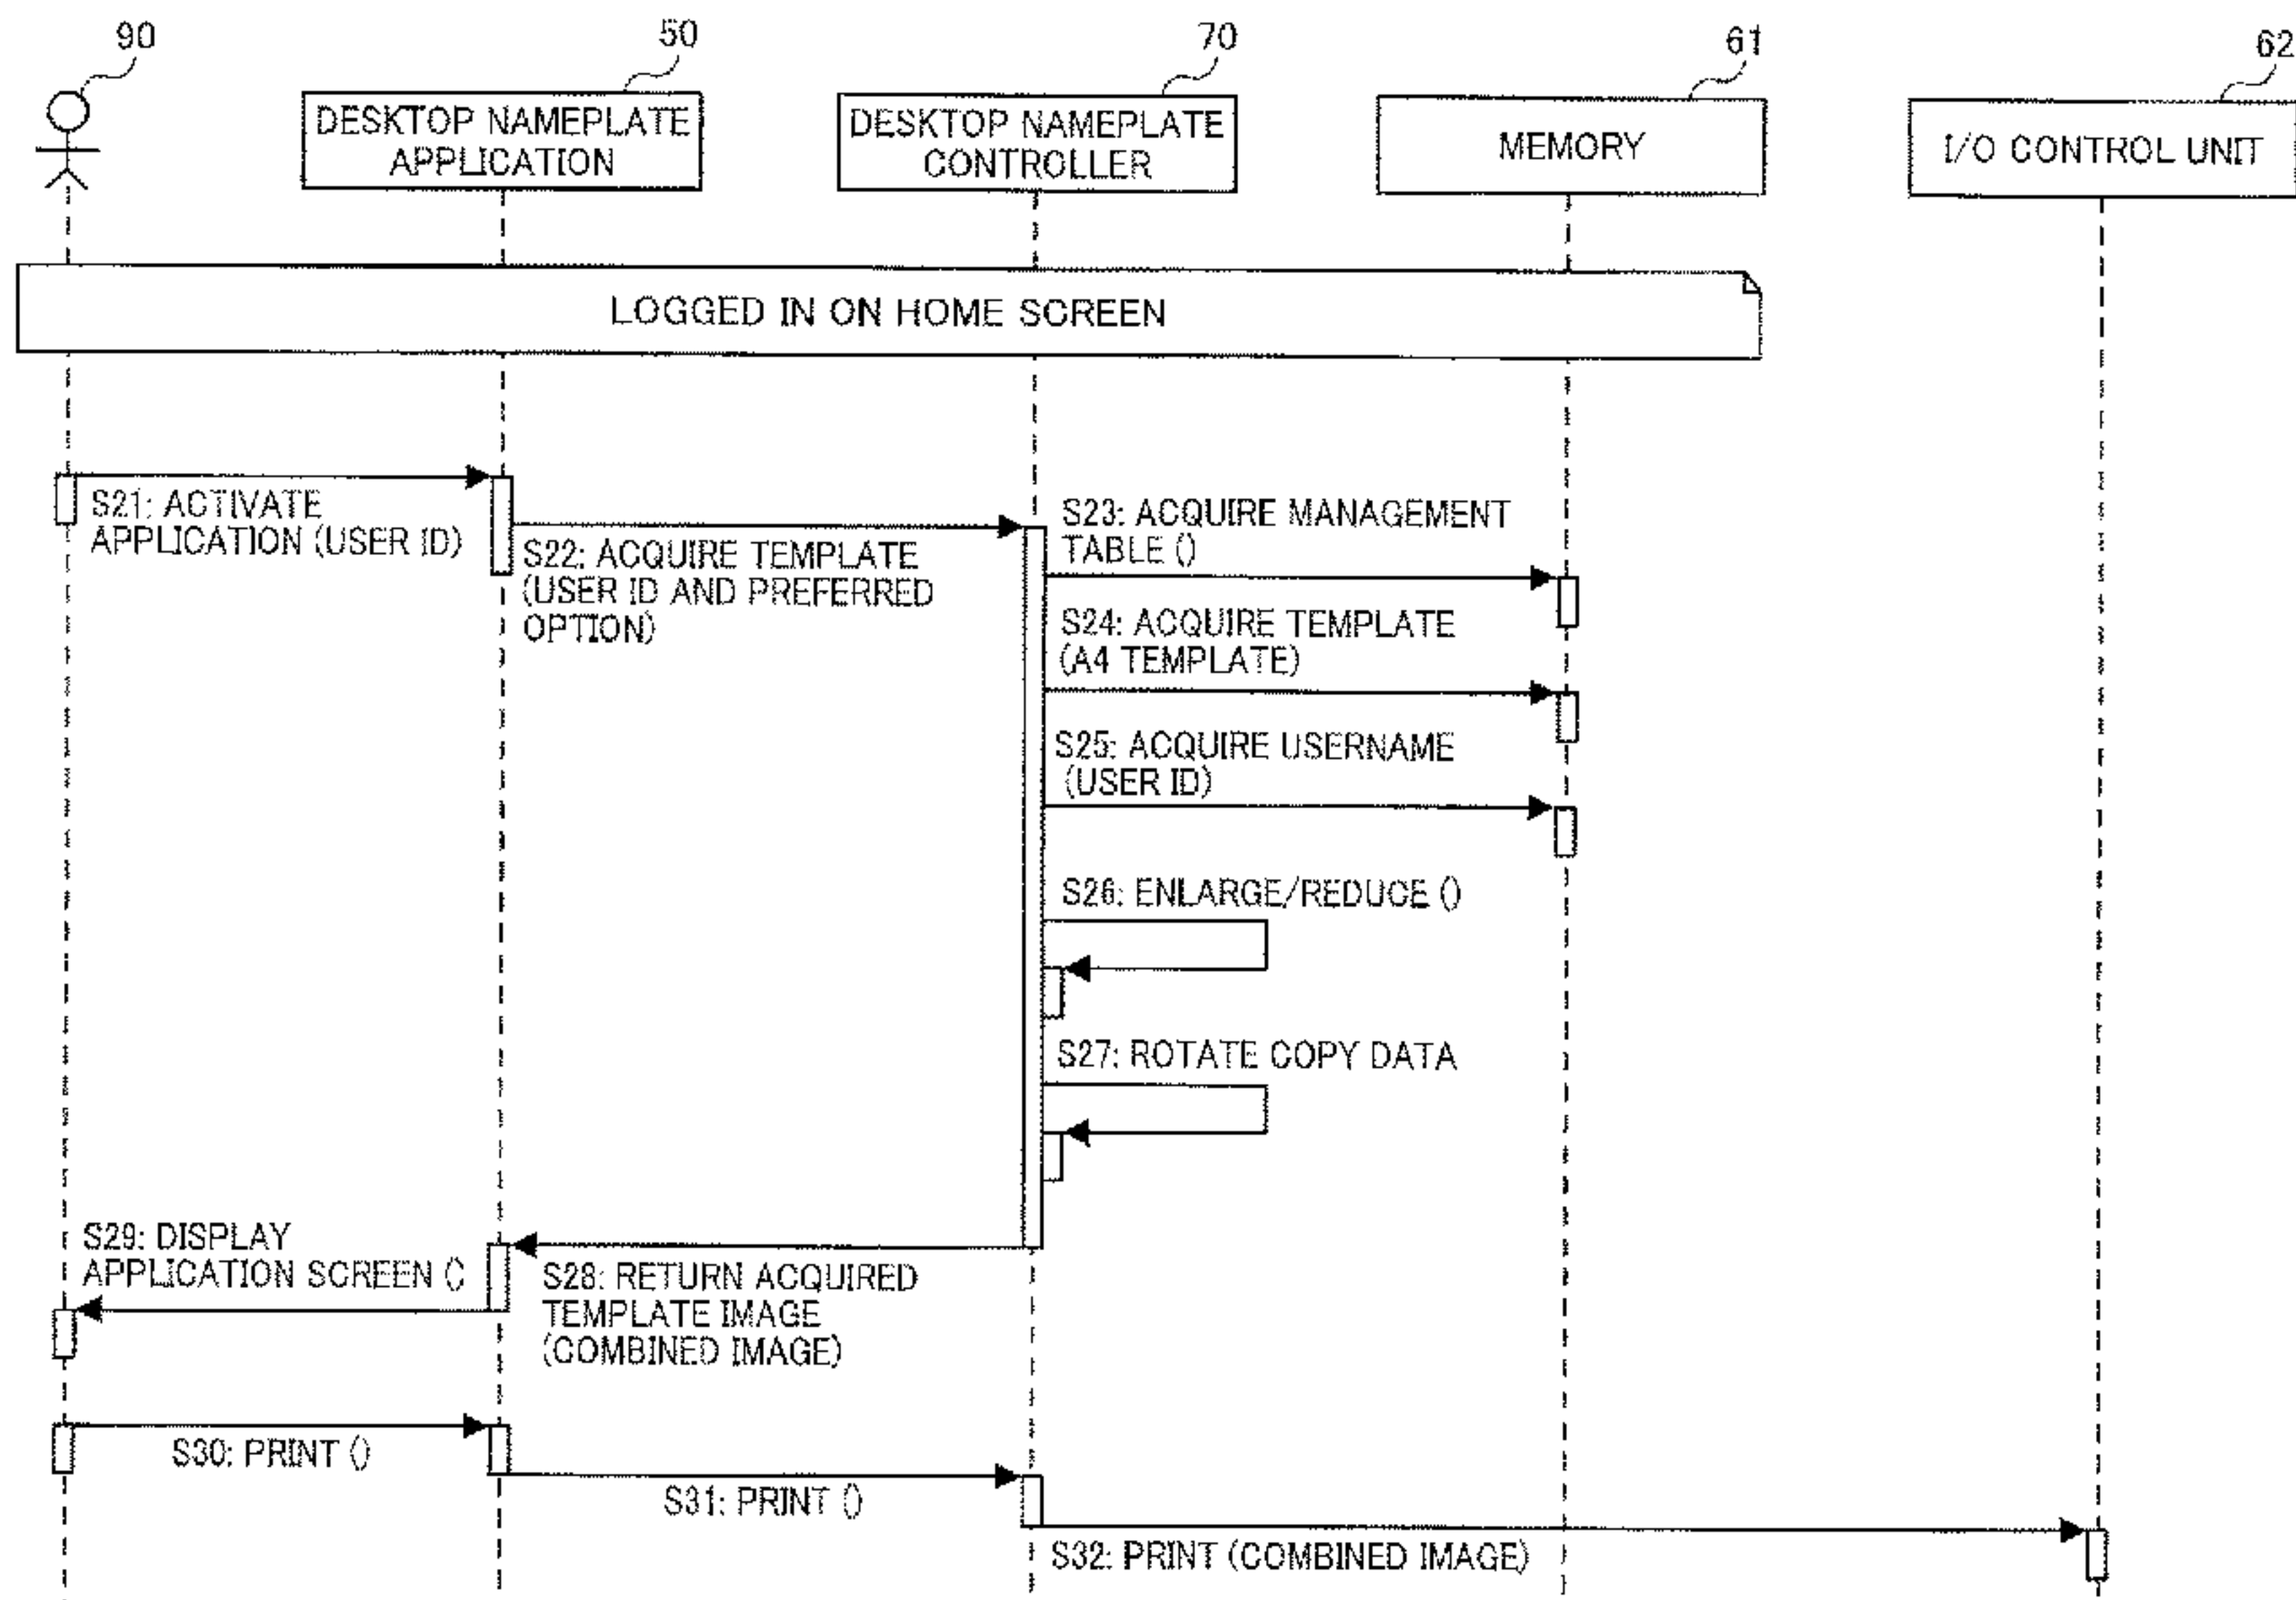 90
50
70
61
62
DESKTOP NAMEPLATE
APPLICATION
DESKTOP NAMEPLATE
CONTROLLER
MEMORY
I/O CONTROL UNIT
LOGGED IN ON HOME SCREEN
S21: ACTIVATE
APPLICATION (USER ID)
S22: ACQUIRE TEMPLATE
(USER ID AND PREFERRED
OPTION)
S23: ACQUIRE MANAGEMENT
TABLE ()
S24: ACQUIRE TEMPLATE
(A4 TEMPLATE)
S25: ACQUIRE USERNAME
(USER ID)
S26: ENLARGE/REDUCE ()
S27: ROTATE COPY DATA
S28: RETURN ACQUIRED
TEMPLATE IMAGE
(COMBINED IMAGE)
S29: DISPLAY
APPLICATION SCREEN ()
S30: PRINT ()
S31: PRINT ()
S32: PRINT (COMBINED IMAGE)